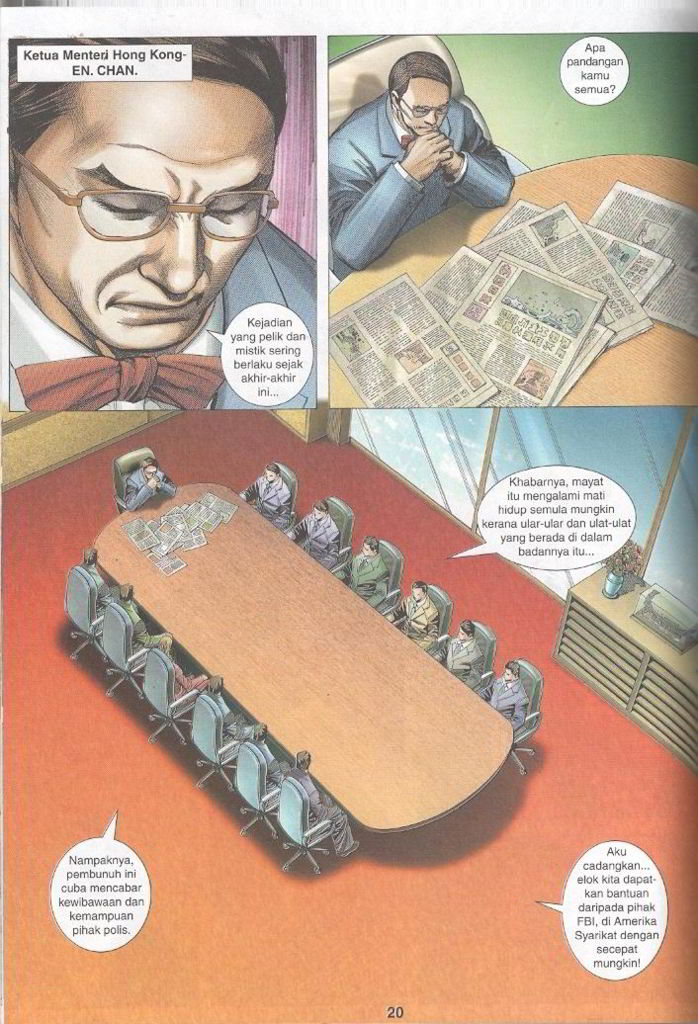 Ketua Menteri Hong Kong-
EN. CHAN.
Kejadian
yang pelik dan
mistik sering
berlaku sejak
akhir-akhir
ini...
Apa
pandangan
kamu
semua?
Khabarnya, mayat
itu mengalami mati
hidup semula mungkin
kerana ular-ular dan ulat-ulat
yang berada di dalam
badannya itu...
Nampaknya,
pembunuh ini
cuba mencabar
kewibawaan dan
kemampuan
pihak polis.
Aku
cadangkan...
elok kita dapat-
kan bantuan
daripada pihak
FBI, di Amerika
Syarikat dengan
secepat
mungkin!
20